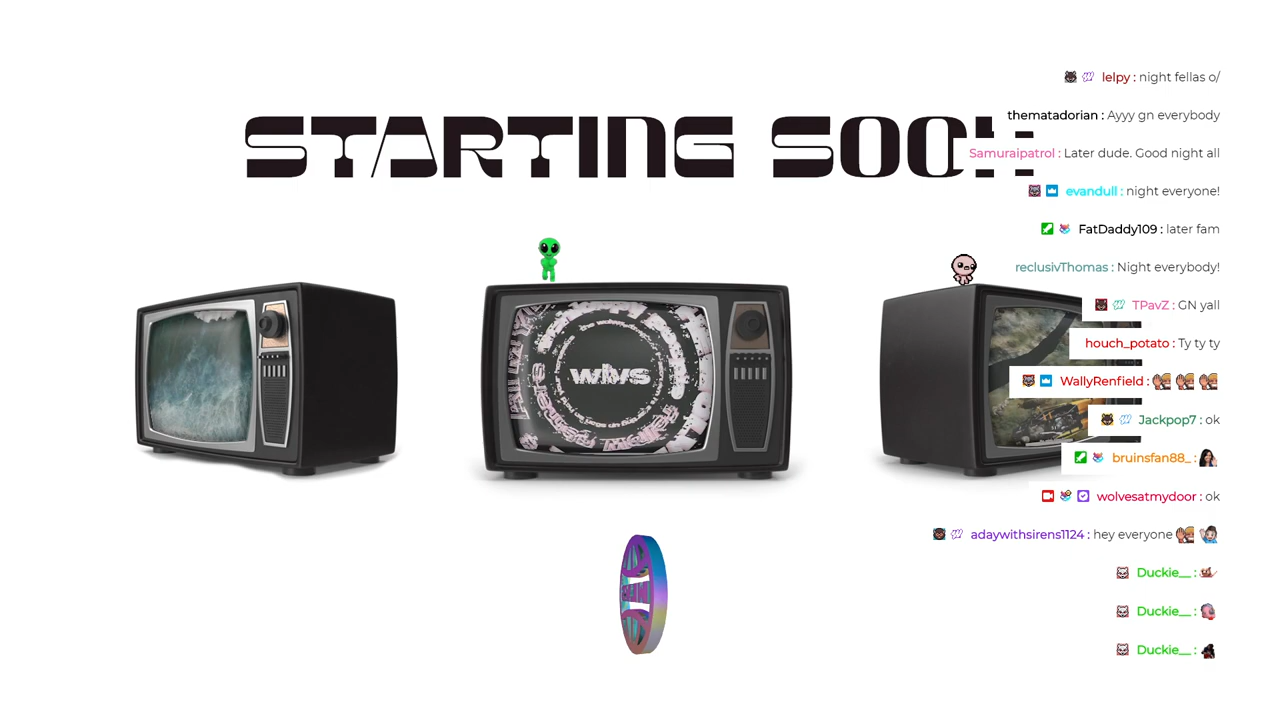 STARTING SOON
lelpy : night fellas o/
thematadorian : Ayyy gn everybody
Samuraipatrol : Later dude. Good night all
evandull : night everyone!
FatDaddy109 : later fam
reclusivThomas : Night everybody!
TPavZ : GN yall
houch_potato : Ty ty ty
WallyRenfield :
Jackpop7 : ok
bruinsfan88_ :
wolvesatmydoor : ok
adaywithsirens1124 : hey everyone
Duckie__ :
Duckie__ :
Duckie__ :